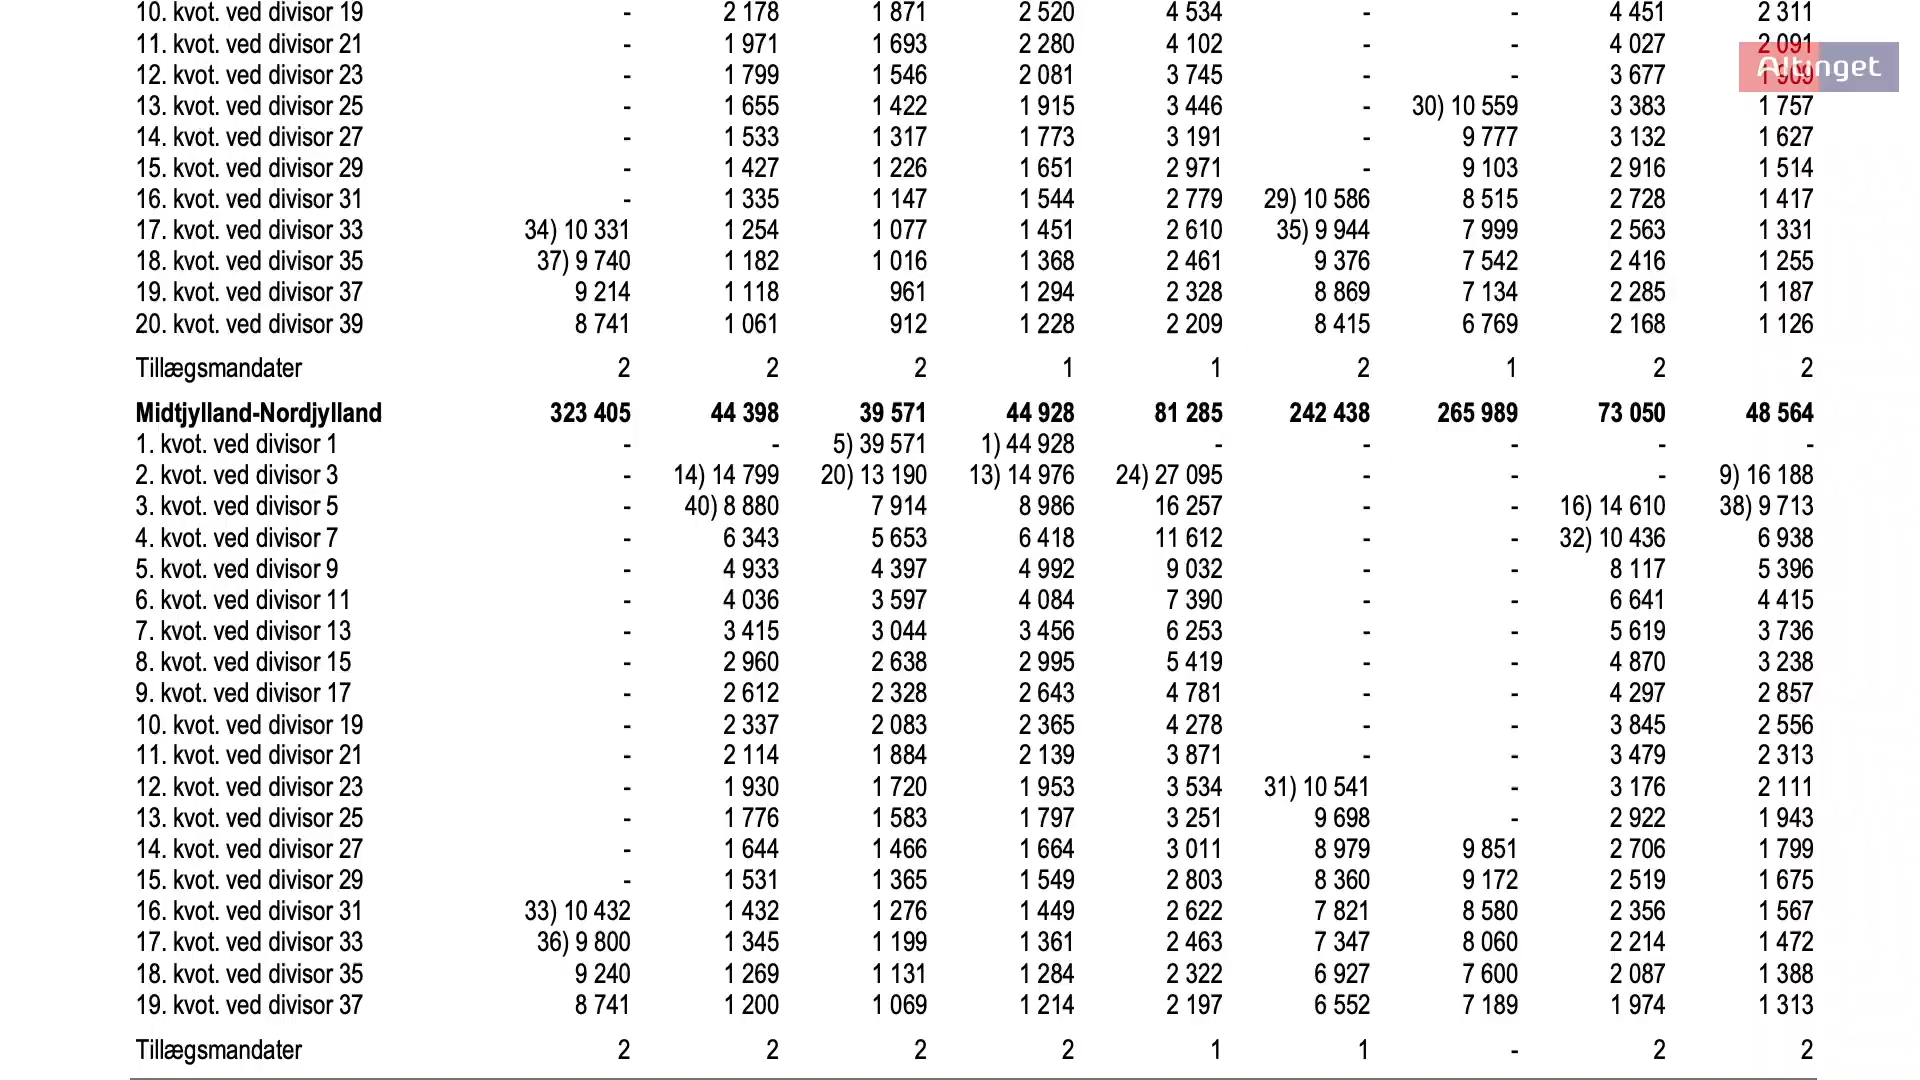 10. kvot. ved divisor 19 - 2 178 1 871 2 520 4 534 - - 4 451 2 311
11. kvot. ved divisor 21 - 1 971 1 693 2 280 4 102 - - 4 027 2 091
12. kvot. ved divisor 23 - 1 799 1 546 2 081 3 745 - - 3 677 1 909
Altinget
13. kvot. ved divisor 25 - 1 655 1 422 1 915 3 446 - 30) 10 559 3 383 1 757
14. kvot. ved divisor 27 - 1 533 1 317 1 773 3 191 - 9 777 3 132 1 627
15. kvot. ved divisor 29 - 1 427 1 226 1 651 2 971 - 9 103 2 916 1 514
16. kvot. ved divisor 31 - 1 335 1 147 1 544 2 779 29) 10 586 8 515 2 728 1 417
17. kvot. ved divisor 33 34) 10 331 1 254 1 077 1 451 2 610 35) 9 944 7 999 2 563 1 331
18. kvot. ved divisor 35 37) 9 740 1 182 1 016 1 368 2 461 9 376 7 542 2 416 1 255
19. kvot. ved divisor 37 9 214 1 118 961 1 294 2 328 8 869 7 134 2 285 1 187
20. kvot. ved divisor 39 8 741 1 061 912 1 228 2 209 8 415 6 769 2 168 1 126
Tillægsmandater 2 2 2 1 1 2 1 2 2
Midtjylland-Nordjylland 323 405 44 398 39 571 44 928 81 285 242 438 265 989 73 050 48 564
1. kvot. ved divisor 1 - - 5) 39 571 1) 44 928 - - - - -
2. kvot. ved divisor 3 - 14) 14 799 20) 13 190 13) 14 976 24) 27 095 - - - 9) 16 188
3. kvot. ved divisor 5 - 40) 8 880 7 914 8 986 16 257 - - 16) 14 610 38) 9 713
4. kvot. ved divisor 7 - 6 343 5 653 6 418 11 612 - - 32) 10 436 6 938
5. kvot. ved divisor 9 - 4 933 4 397 4 992 9 032 - - 8 117 5 396
6. kvot. ved divisor 11 - 4 036 3 597 4 084 7 390 - - 6 641 4 415
7. kvot. ved divisor 13 - 3 415 3 044 3 456 6 253 - - 5 619 3 736
8. kvot. ved divisor 15 - 2 960 2 638 2 995 5 419 - - 4 870 3 238
9. kvot. ved divisor 17 - 2 612 2 328 2 643 4 781 - - 4 297 2 857
10. kvot. ved divisor 19 - 2 337 2 083 2 365 4 278 - - 3 845 2 556
11. kvot. ved divisor 21 - 2 114 1 884 2 139 3 871 - - 3 479 2 313
12. kvot. ved divisor 23 - 1 930 1 720 1 953 3 534 31) 10 541 - 3 176 2 111
13. kvot. ved divisor 25 - 1 776 1 583 1 797 3 251 9 698 - 2 922 1 943
14. kvot. ved divisor 27 - 1 644 1 466 1 664 3 011 8 979 9 851 2 706 1 799
15. kvot. ved divisor 29 - 1 531 1 365 1 549 2 803 8 360 9 172 2 519 1 675
16. kvot. ved divisor 31 33) 10 432 1 432 1 276 1 449 2 622 7 821 8 580 2 356 1 567
17. kvot. ved divisor 33 36) 9 800 1 345 1 199 1 361 2 463 7 347 8 060 2 214 1 472
18. kvot. ved divisor 35 9 240 1 269 1 131 1 284 2 322 6 927 7 600 2 087 1 388
19. kvot. ved divisor 37 8 741 1 200 1 069 1 214 2 197 6 552 7 189 1 974 1 313
Tillægsmandater 2 2 2 2 1 1 - 2 2